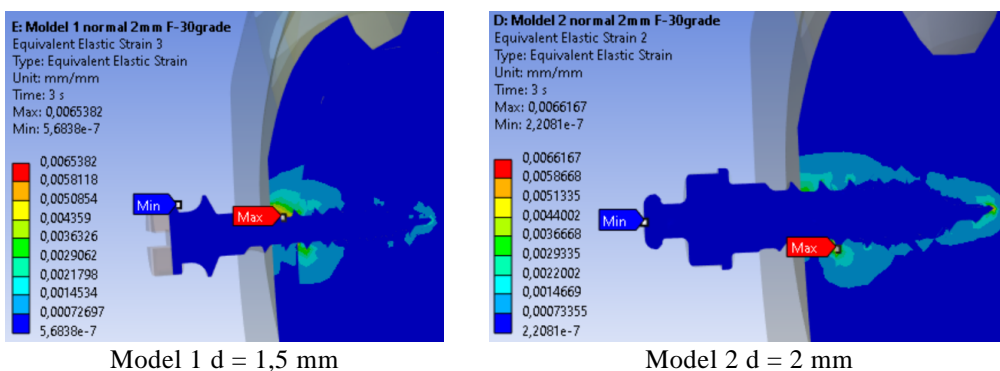 E: Moldel 1 normal 2mm F-30grade
Equivalent Elastic Strain 3
Type: Equivalent Elastic Strain
Unit: mm/mm
Time: 3 s
Max: 0,0065382
Min: 5,6838e-7
0,0065382
0,0058118
0,0050854
0,004359
0,0036326
0,0029062
0,0021798
0,0014534
0,00072697
5,6838e-7
Min
Max
D: Moldel 2 normal 2mm F-30grade
Equivalent Elastic Strain 2
Type: Equivalent Elastic Strain
Unit: mm/mm
Time: 3 s
Max: 0,0066167
Min: 2,2081e-7
0,0066167
0,0058668
0,0051335
0,0044002
0,0036668
0,0029335
0,0022002
0,0014669
0,00073355
2,2081e-7
Min
Max
Model 1 d = 1,5 mm
Model 2 d = 2 mm